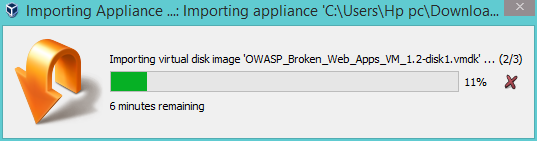 Importing Appliance ...: Importing appliance 'C:\Users\Hp pc\Downloa...
Importing virtual disk image 'OWASP_Broken_Web_Apps_VM_1.2-disk1.vmdk' ... (2/3)
11%
6 minutes remaining